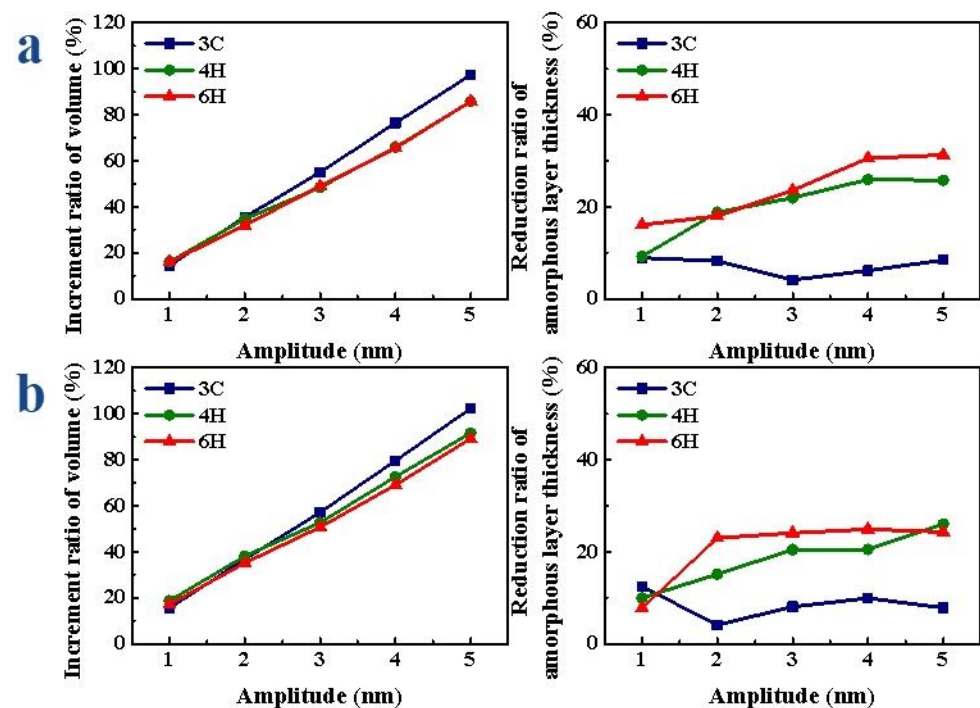 a
Increment ratio of volume (%)
120
100
80
60
40
20
0
3C
4H
6H
1 2 3 4 5
Amplitude (nm)
Reduction ratio of
amorphous layer thickness (%)
60
40
20
0
3C
4H
6H
1 2 3 4 5
Amplitude (nm)
b
Increment ratio of volume (%)
120
100
80
60
40
20
0
3C
4H
6H
1 2 3 4 5
Amplitude (nm)
Reduction ratio of
amorphous layer thickness (%)
60
40
20
0
3C
4H
6H
1 2 3 4 5
Amplitude (nm)